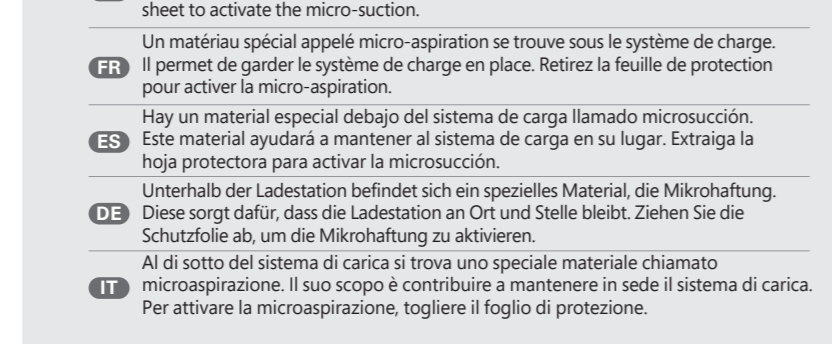 sheet to activate the micro-suction.
Un matériau spécial appelé micro-aspiration se trouve sous le système de charge.
FR Il permet de garder le système de charge en place. Retirez la feuille de protection
pour activer la micro-aspiration.
Hay un material especial debajo del sistema de carga llamado microsucción.
ES Este material ayudará a mantener al sistema de carga en su lugar. Extraiga la
hoja protectora para activar la microsucción.
Unterhalb der Ladestation befindet sich ein spezielles Material, die Mikrohaftung.
DE Diese sorgt dafür, dass die Ladestation an Ort und Stelle bleibt. Ziehen Sie die
Schutzfolie ab, um die Mikrohaftung zu aktivieren.
Al di sotto del sistema di carica si trova uno speciale materiale chiamato
IT microaspirazione. Il suo scopo è contribuire a mantenere in sede il sistema di carica.
Per attivare la microaspirazione, togliere il foglio di protezione.